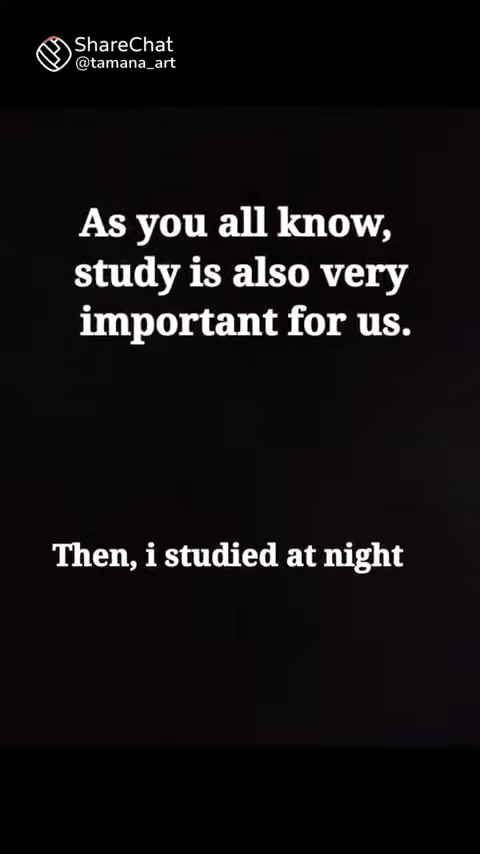 ShareChat
@tamana_art
As you all know,
study is also very
important for us.
Then, i studied at night